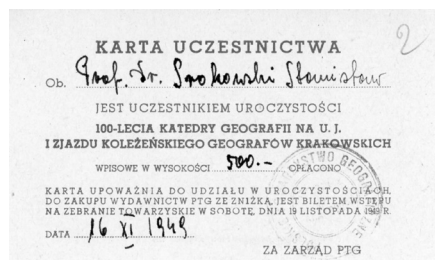 2
KARTA UCZESTNICTWA
Ob. Prof. Dr. Srokowski Stanisław
JEST UCZESTNIKIEM UROCZYSTOŚCI
100-LECIA KATEDRY GEOGRAFII NA U. J.
I ZJAZDU KOLEŻEŃSKIEGO GEOGRAFÓW KRAKOWSKICH
WPISOWE W WYSOKOŚCI 500.- OPŁACONO
KARTA UPOWAŻNIA DO UDZIAŁU W UROCZYSTOŚCIACH,
DO ZAKUPU WYDAWNICTW PTG ZE ZNIŻKĄ, JEST BILETEM WSTĘPU
NA ZEBRANIE TOWARZYSKIE W SOBOTĘ, DNIA 19 LISTOPADA
DATA 16 XI 1949
ZA ZARZĄD PTG